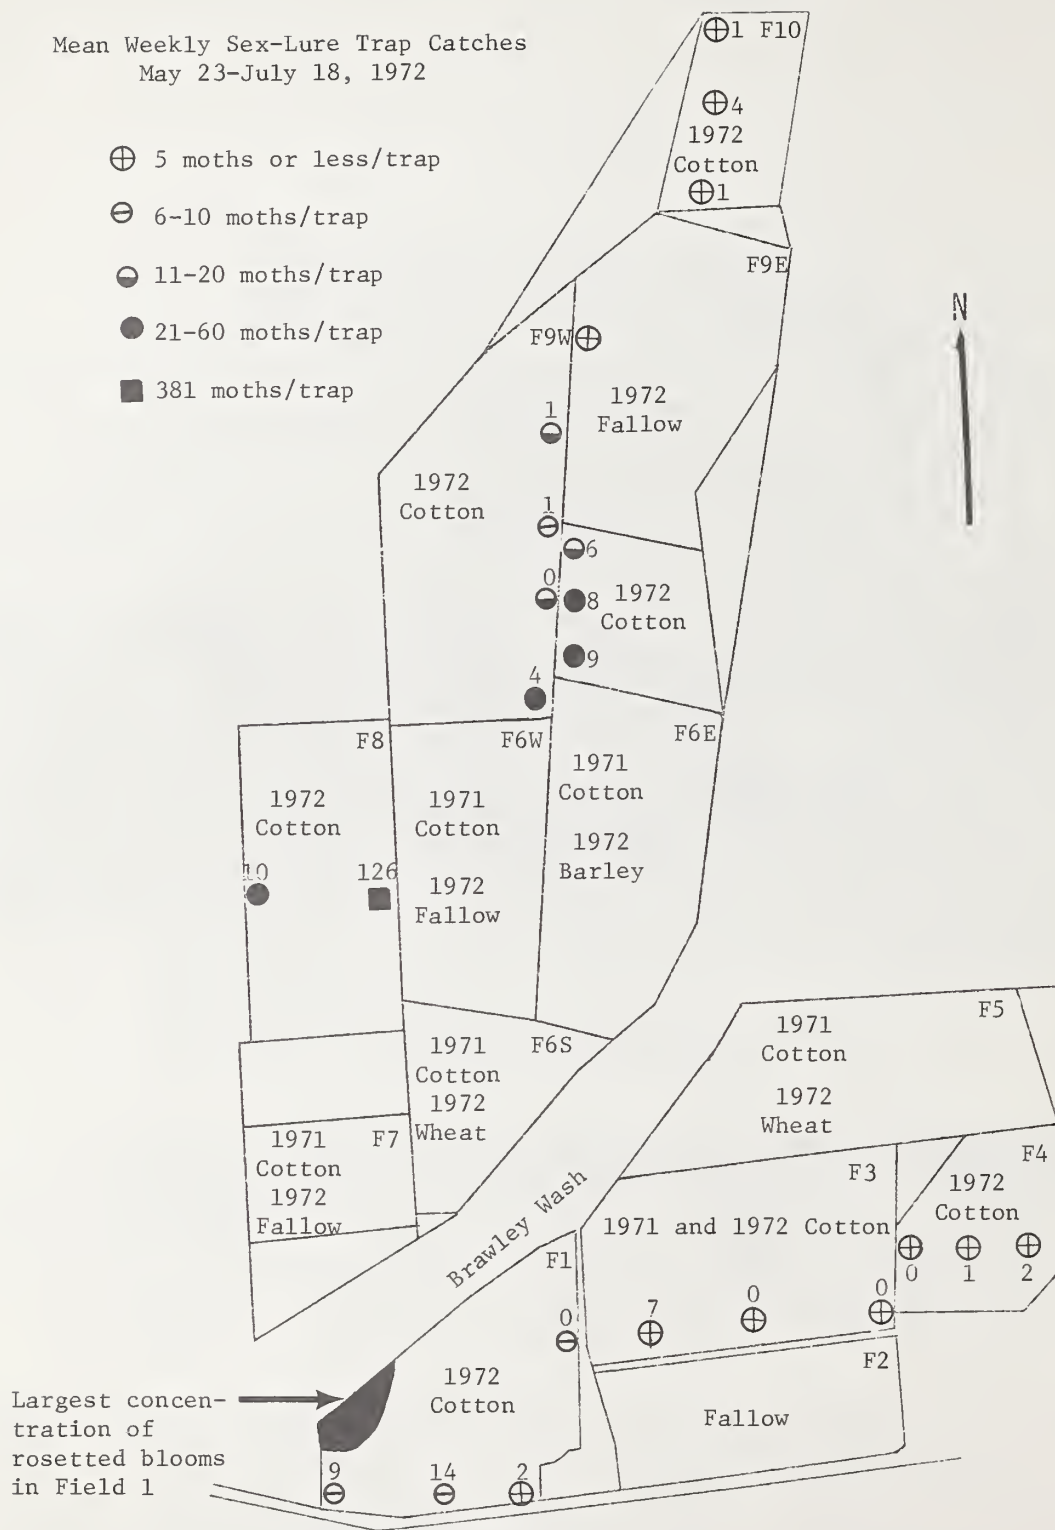 Mean Weekly Sex-Lure Trap Catches
May 23-July 18, 1972
5 moths or less/trap
6-10 moths/trap
11-20 moths/trap
21-60 moths/trap
381 moths/trap
1 F10
4
1972
Cotton
1
F9E
N
F9W
1972
Fallow
1
1972
Cotton
1
6
0
8
1972
Cotton
9
4
F8
F6W
F6E
1972
Cotton
1971
Cotton
1971
Cotton
1972
Barley
10
126
1972
Fallow
F5
1971
Cotton
1972
Wheat
F6S
1971
Cotton
1972
Wheat
F7
1971
Cotton
1972
Fallow
Brawley Wash
F3
1971 and 1972 Cotton
F4
1972
Cotton
0
1
2
F1
0
7
0
0
F2
Fallow
1972
Cotton
Largest concen-
tration of
rosetted blooms
in Field 1
9
14
2